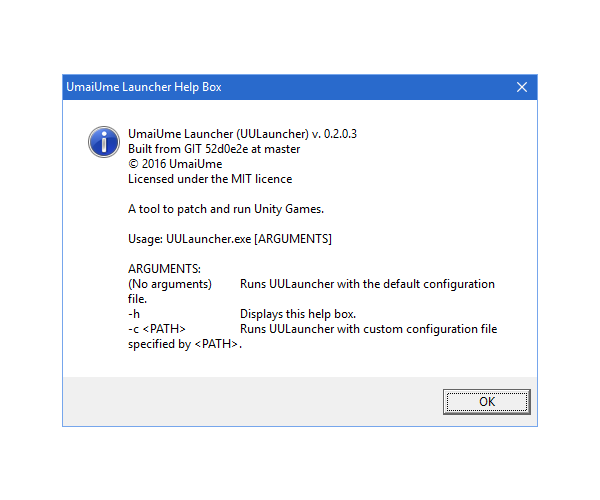 UmaiUme Launcher Help Box
UmaiUme Launcher (UULauncher) v. 0.2.0.3
Built from GIT 52d0e2e at master
© 2016 UmaiUme
Licensed under the MIT licence
A tool to patch and run Unity Games.
Usage: UULauncher.exe [ARGUMENTS]
ARGUMENTS:
(No arguments) Runs UULauncher with the default configuration
file.
-h Displays this help box.
-c <PATH> Runs UULauncher with custom configuration file
specified by <PATH>.
OK